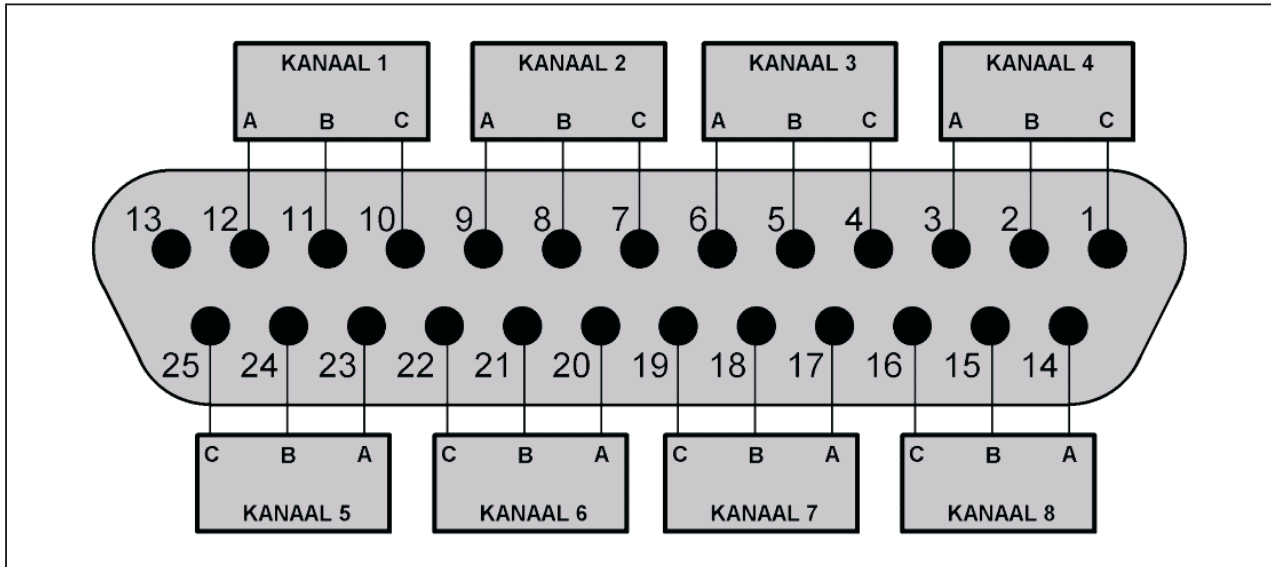 KANAAL 1 KANAAL 2 KANAAL 3 KANAAL 4
A B C A B C A B C A B C
13 12 11 10 9 8 7 6 5 4 3 2 1
25 24 23 22 21 20 19 18 17 16 15 14
C B A C B A C B A C B A
KANAAL 5 KANAAL 6 KANAAL 7 KANAAL 8